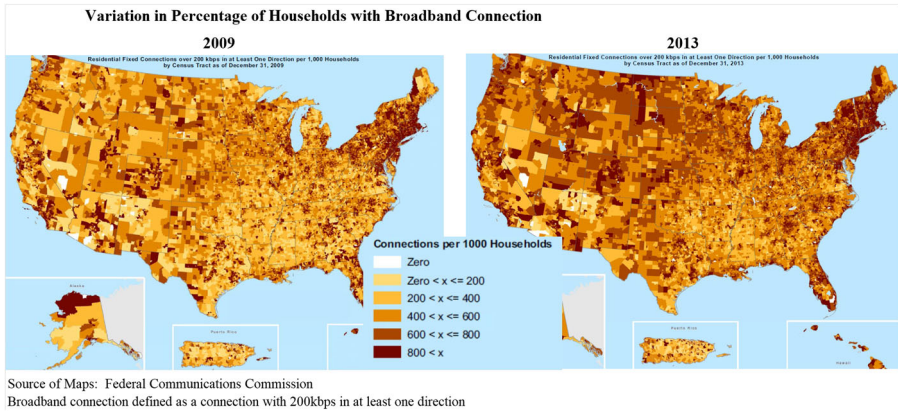 Variation in Percentage of Households with Broadband Connection
2009
2013
Residential Fixed Connections over 200 kbps in at Least One Direction per 1,000 Households
by Census Tract as of December 31, 2009
Residential Fixed Connections over 200 kbps in at Least One Direction per 1,000 Households
by Census Tract as of December 31, 2013
Connections per 1000 Households
Zero
Zero < x <= 200
200 < x <= 400
400 < x <= 600
600 < x <= 800
800 < x
Alaska
Puerto Rico
Puerto Rico
HAWAII
Source of Maps: Federal Communications Commission
Broadband connection defined as a connection with 200kbps in at least one direction